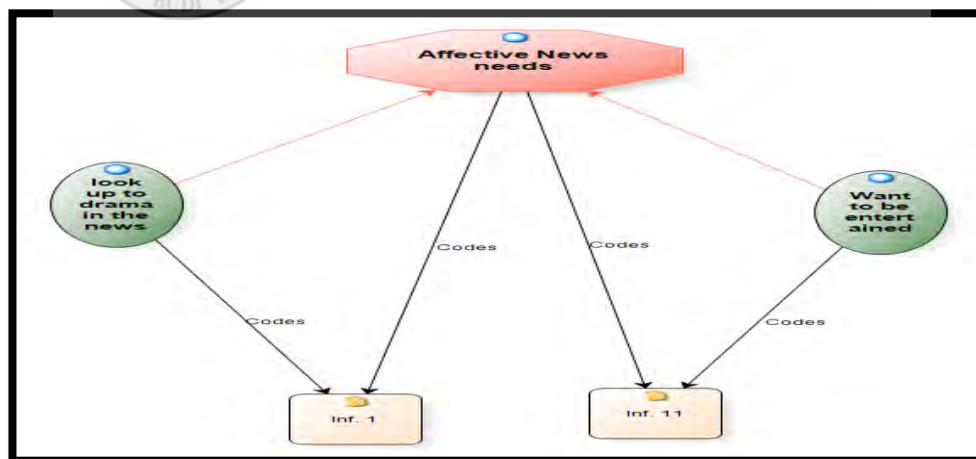 Affective News
needs
look
up to
drama
in the
news
Want
to be
entert
ained
Codes
Codes
Codes
Codes
Inf. 1
Inf. 11